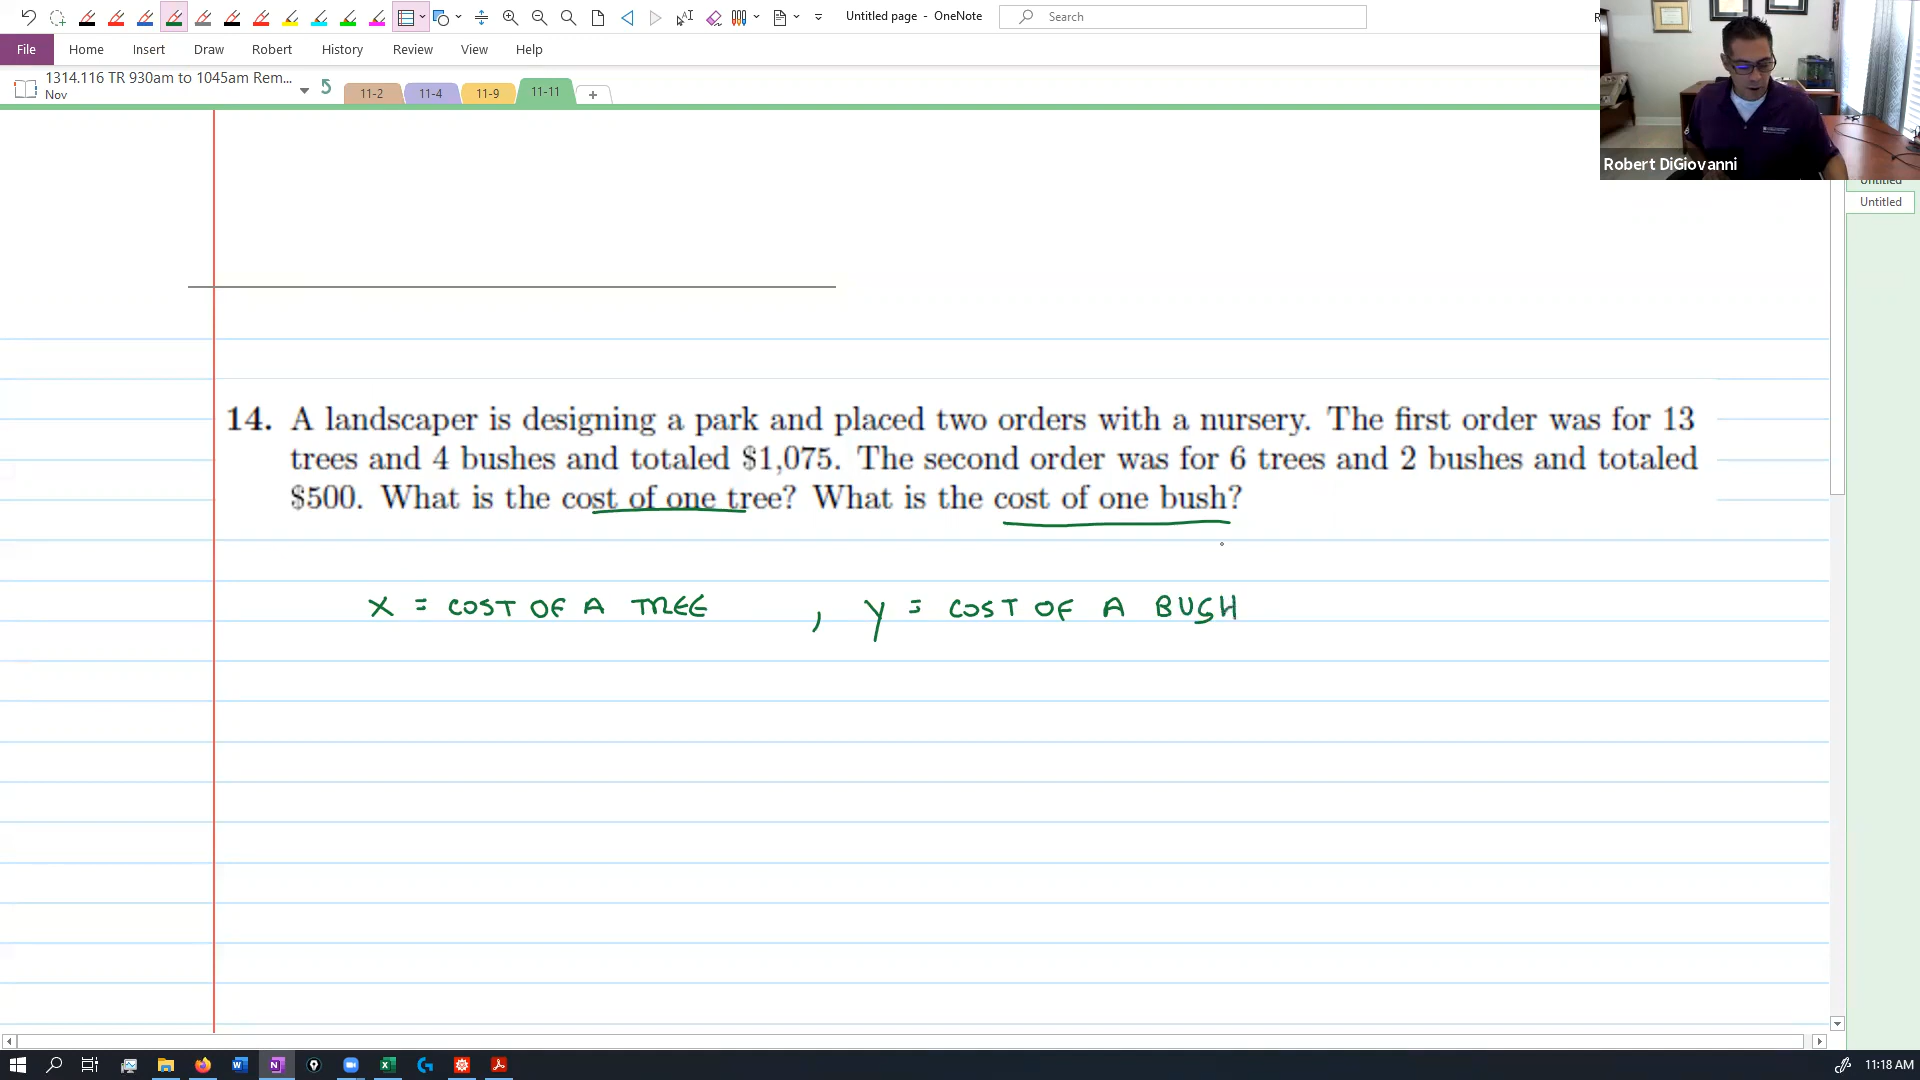 Untitled page - OneNote
Search
File Home Insert Draw Robert History Review View Help
1314.116 TR 930am to 1045am Rem...
Nov
11-2 11-4 11-9 11-11
Robert DiGiovanni
Untitled
Untitled
14. A landscaper is designing a park and placed two orders with a nursery. The first order was for 13
trees and 4 bushes and totaled $1,075. The second order was for 6 trees and 2 bushes and totaled
$500. What is the cost of one tree? What is the cost of one bush?
X = COST OF A TREE , y = COST OF A BUSH
11:18 AM